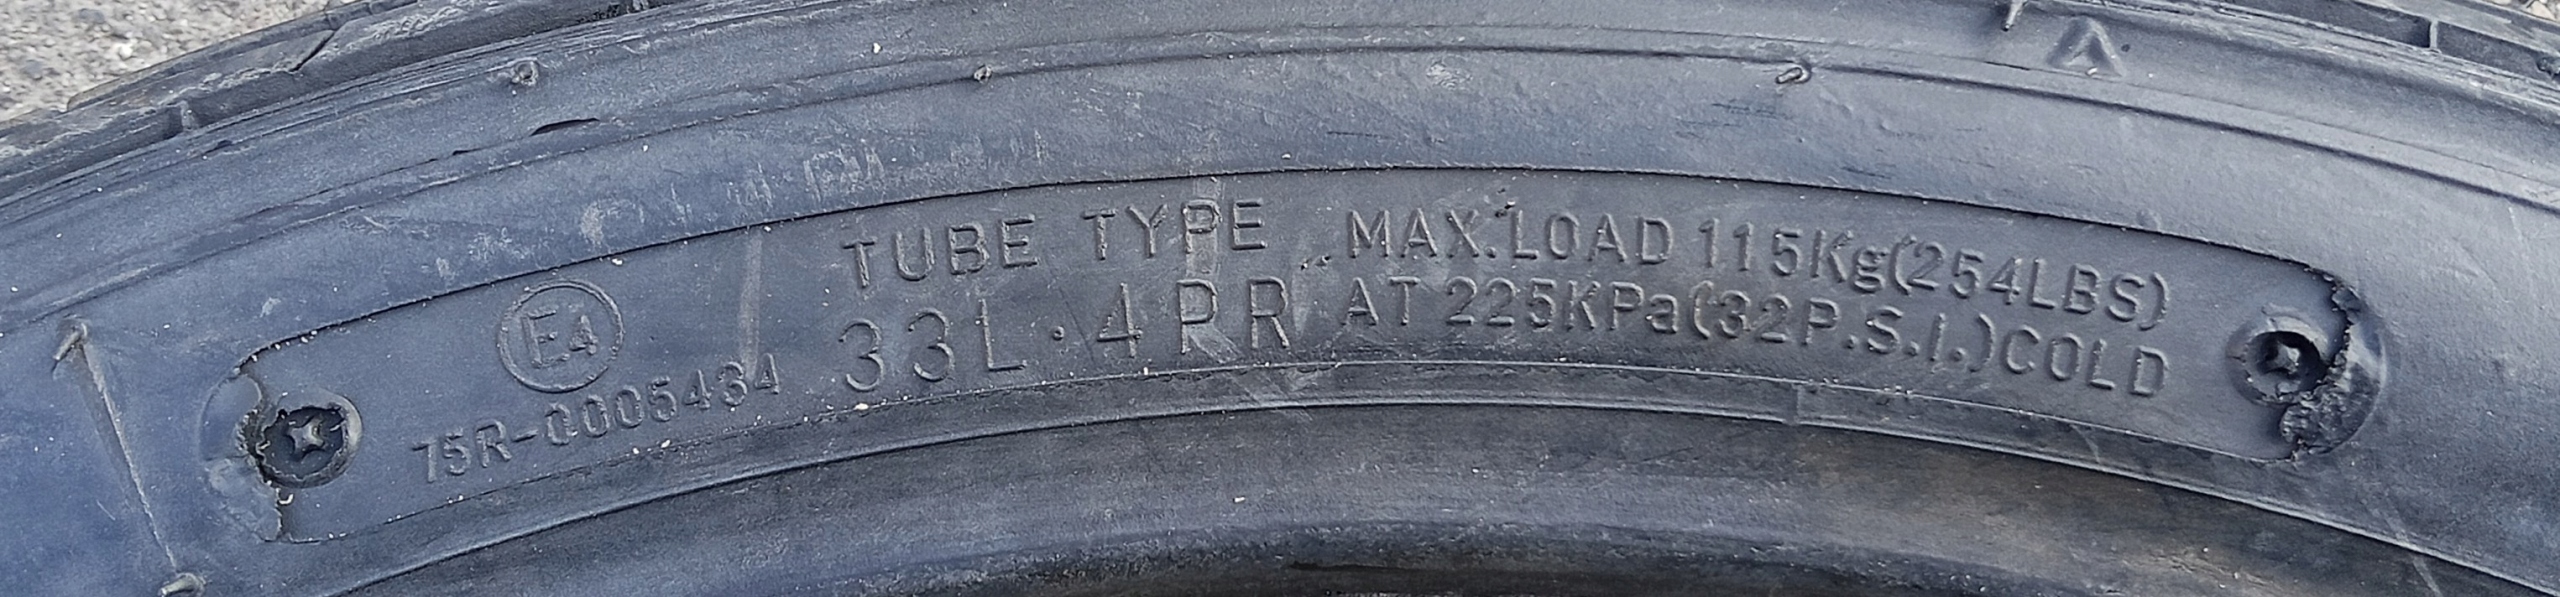 E4
75R-0005434
TUBE TYPE
33L·4PR
MAX.LOAD 115Kg(254LBS)
AT 225KPa(32P.S.I.)COLD